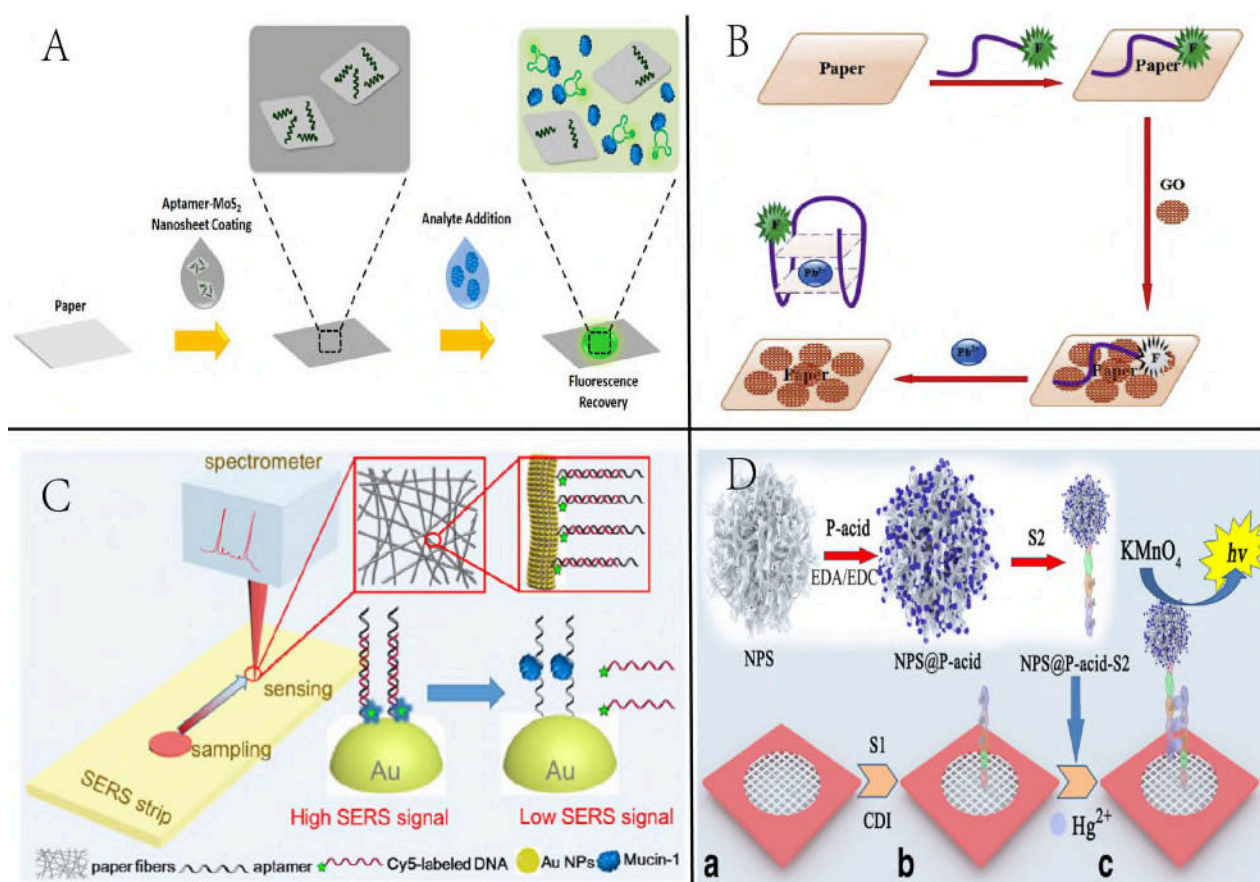 A
Aptamer-MoS₂
Nanosheet Coating
Analyte Addition
Paper
Fluorescence
Recovery
B
Paper
F
Paper
F
GO
F
Pb²⁺
Paper
Pb²⁺
Paper
F
C
spectrometer
sensing
sampling
SERS strip
Au
Au
High SERS signal
Low SERS signal
paper fibers
aptamer
Cy5-labeled DNA
Au NPs
Mucin-1
D
P-acid
EDA/EDC
S2
KMnO₄
hv
NPS
NPS@P-acid
NPS@P-acid-S2
S1
CDI
Hg²⁺
a
b
c